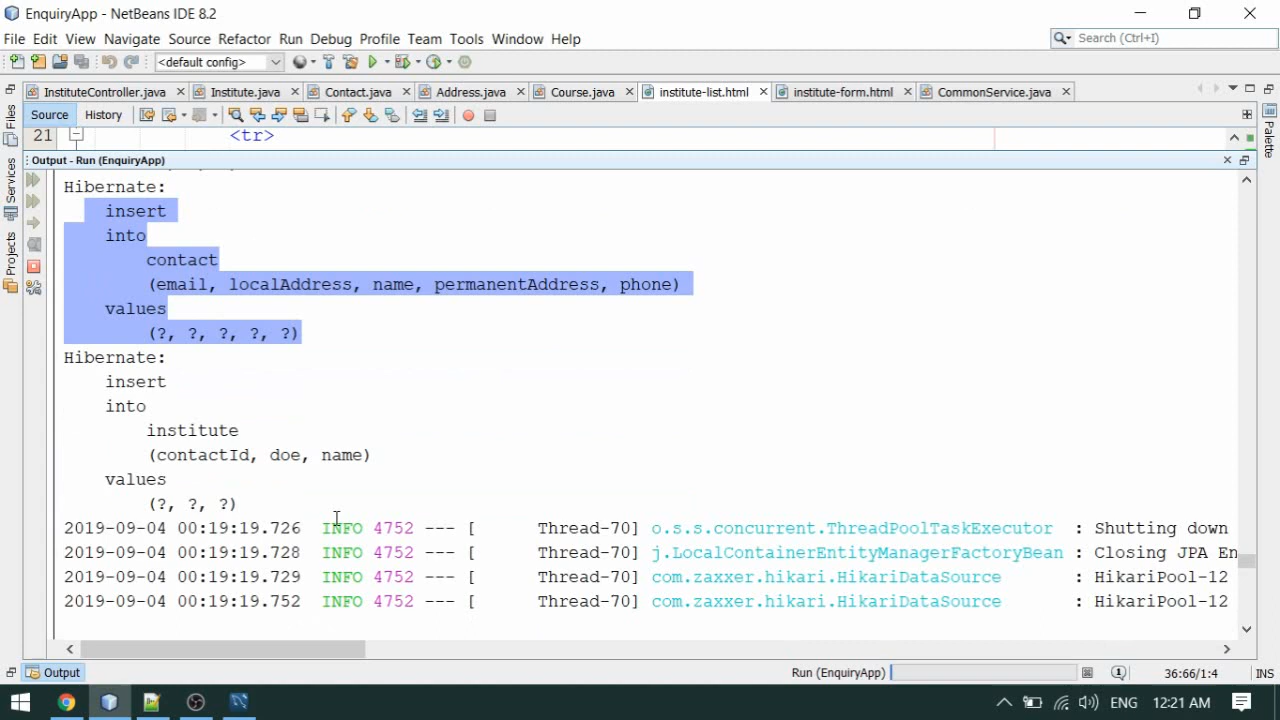 EnquiryApp - NetBeans IDE 8.2
File Edit View Navigate Source Refactor Run Debug Profile Team Tools Window Help
Search (Ctrl+I)
<default config>
InstituteController.java Institute.java Contact.java Address.java Course.java institute-list.html institute-form.html CommonService.java
Files
Services
Projects
Palette
Source History
21 <tr>
Output - Run (EnquiryApp)
Hibernate:
insert
into
contact
(email, localAddress, name, permanentAddress, phone)
values
(?, ?, ?, ?, ?)
Hibernate:
insert
into
institute
(contactId, doe, name)
values
(?, ?, ?)
2019-09-04 00:19:19.726 INFO 4752 --- [ Thread-70] o.s.s.concurrent.ThreadPoolTaskExecutor : Shutting down
2019-09-04 00:19:19.728 INFO 4752 --- [ Thread-70] j.LocalContainerEntityManagerFactoryBean : Closing JPA En
2019-09-04 00:19:19.729 INFO 4752 --- [ Thread-70] com.zaxxer.hikari.HikariDataSource : HikariPool-12
2019-09-04 00:19:19.752 INFO 4752 --- [ Thread-70] com.zaxxer.hikari.HikariDataSource : HikariPool-12
Output
Run (EnquiryApp)
1
36:66/1:4
INS
ENG
12:21 AM